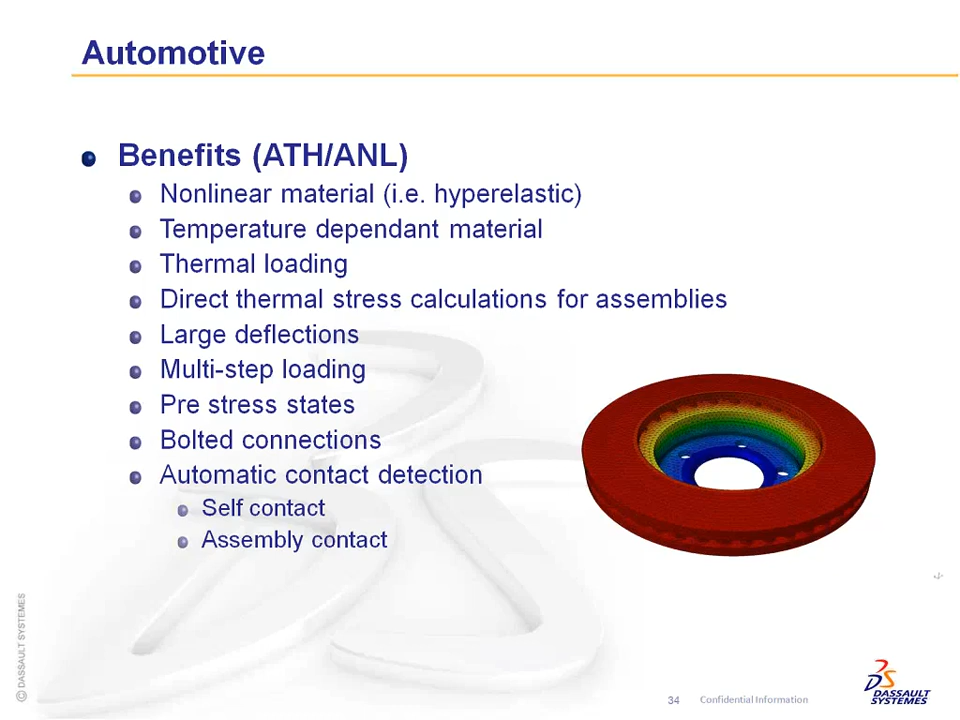 Automotive
Benefits (ATH/ANL)
Nonlinear material (i.e. hyperelastic)
Temperature dependant material
Thermal loading
Direct thermal stress calculations for assemblies
Large deflections
Multi-step loading
Pre stress states
Bolted connections
Automatic contact detection
Self contact
Assembly contact
© DASSAULT SYSTEMES
34 Confidential Information
DS
DASSAULT
SYSTEMES